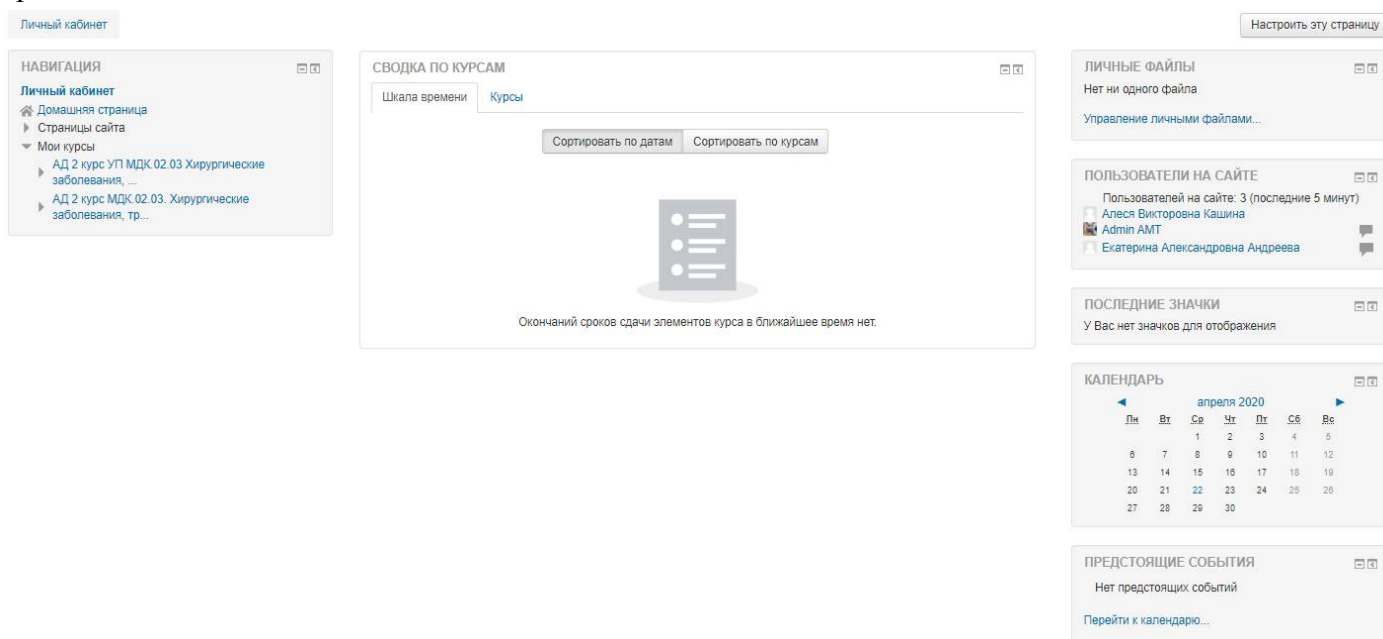 Личный кабинет
Настроить эту страницу
НАВИГАЦИЯ
Личный кабинет
Домашняя страница
Страницы сайта
Мои курсы
АД 2 курс УП МДК.02.03 Хирургические
заболевания, ...
АД 2 курс МДК.02.03. Хирургические
заболевания, тр...
СВОДКА ПО КУРСАМ
Шкала времени Курсы
Сортировать по датам Сортировать по курсам
Окончаний сроков сдачи элементов курса в ближайшее время нет.
ЛИЧНЫЕ ФАЙЛЫ
Нет ни одного файла
Управление личными файлами...
ПОЛЬЗОВАТЕЛИ НА САЙТЕ
Пользователей на сайте: 3 (последние 5 минут)
Алеся Викторовна Кашина
Admin AMT
Екатерина Александровна Андреева
ПОСЛЕДНИЕ ЗНАЧКИ
У Вас нет значков для отображения
КАЛЕНДАРЬ
апреля 2020
Пн Вт Ср Чт Пт Сб Вс
1 2 3 4 5
6 7 8 9 10 11 12
13 14 15 16 17 18 19
20 21 22 23 24 25 26
27 28 29 30
ПРЕДСТОЯЩИЕ СОБЫТИЯ
Нет предстоящих событий
Перейти к календарю...